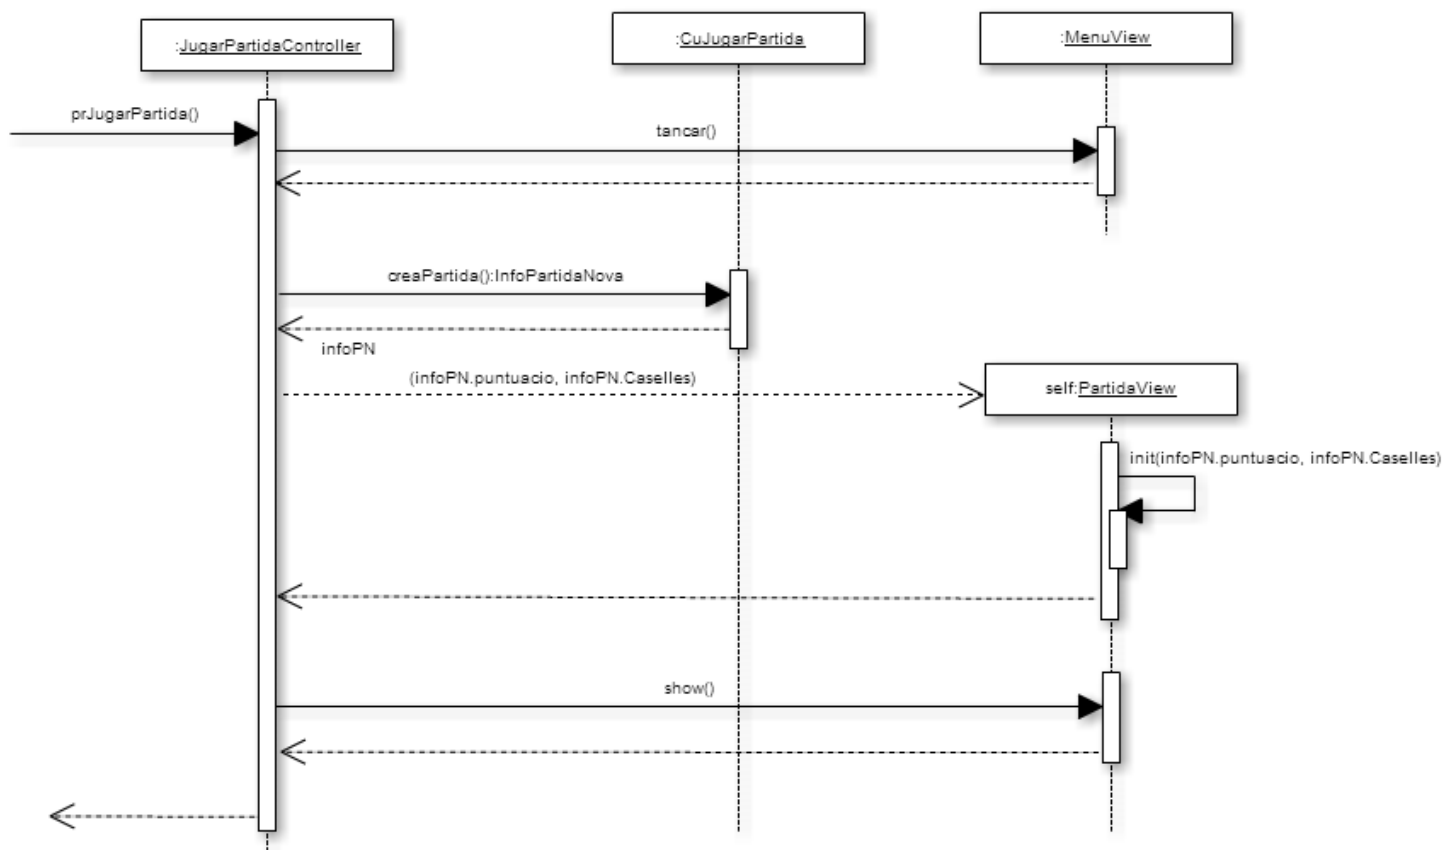 :JugarPartidaController
:CuJugarPartida
:MenuView
prJugarPartida()
tancar()
creaPartida():InfoPartidaNova
infoPN
(infoPN.puntuacio, infoPN.Caselles)
self:PartidaView
init(infoPN.puntuacio, infoPN.Caselles)
show()